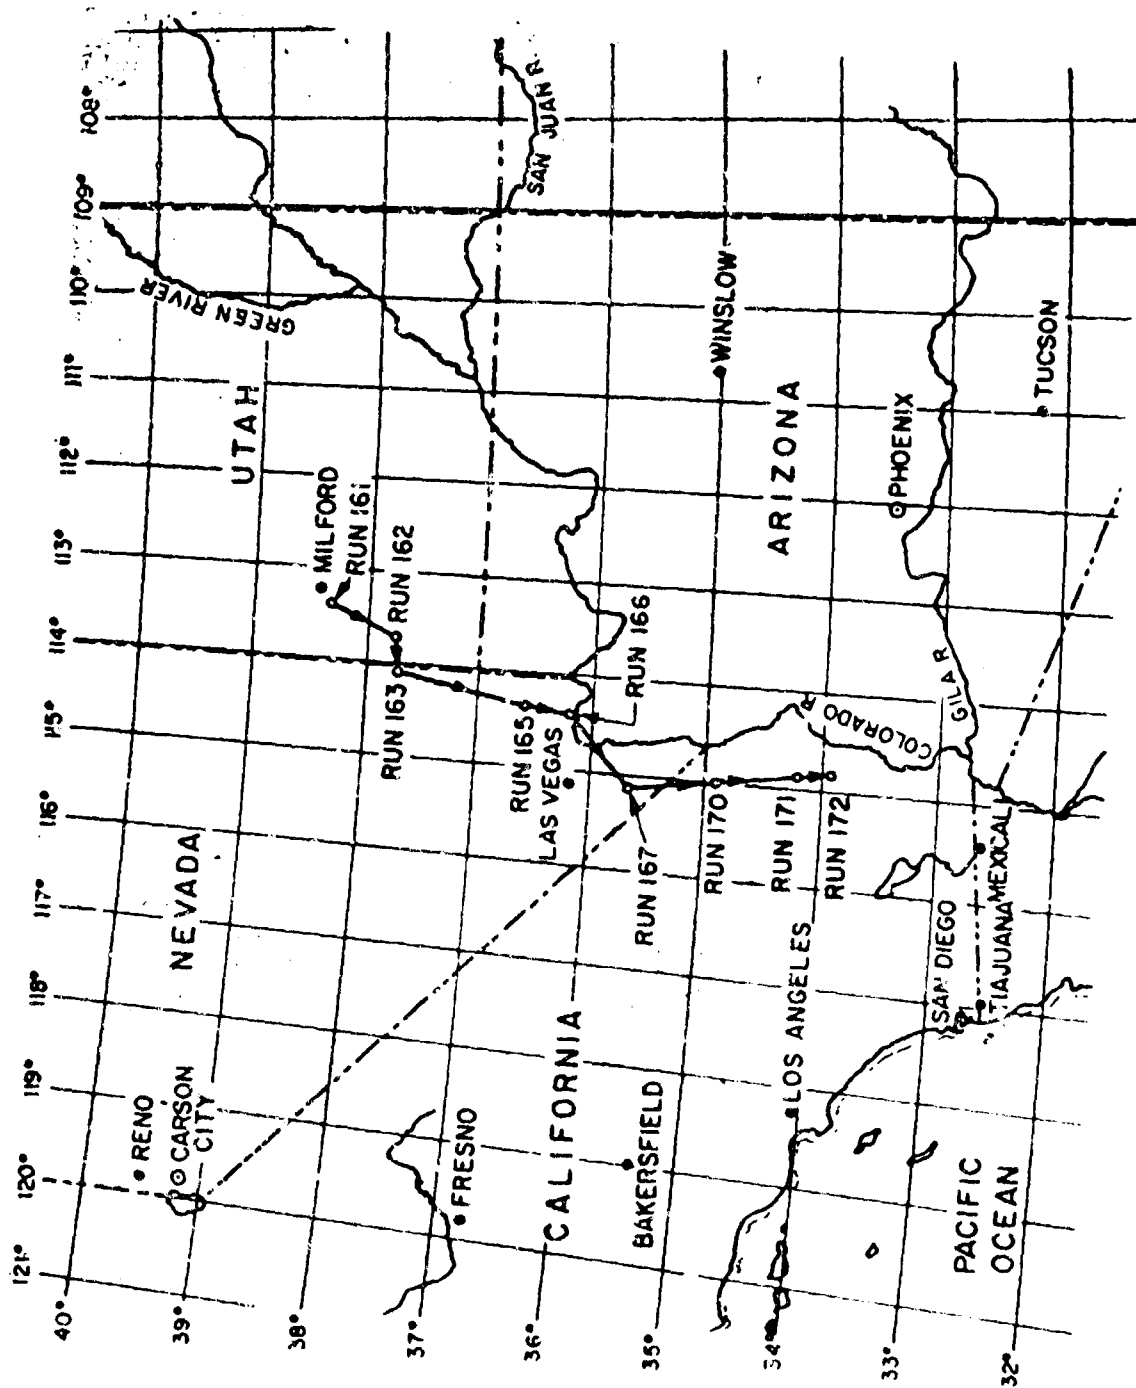 121°
120°
119°
118°
117°
116°
115°
114°
113°
112°
111°
110°
109°
108°
40°
39°
38°
37°
36°
35°
34°
33°
32°
RENO
CARSON
CITY
NEVADA
UTAH
GREEN RIVER
SAN JUAN R.
MILFORD
RUN 161
RUN 162
RUN 163
RUN 165
LAS VEGAS
RUN 166
RUN 167
RUN 170
RUN 171
RUN 172
FRESNO
CALIFORNIA
BAKERSFIELD
LOS ANGELES
SAN DIEGO
TIAJUANA
MEXICALI
COLORADO R
GILA R
ARIZONA
WINSLOW
PHOENIX
TUCSON
PACIFIC
OCEAN